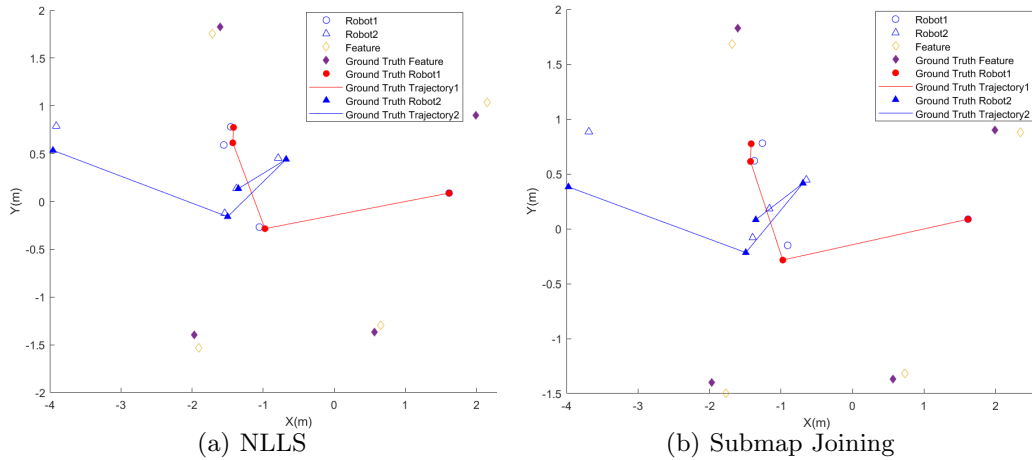 2
1.5
1
0.5
0
-0.5
-1
-1.5
-2
Y(m)
-4
-3
-2
-1
0
1
2
X(m)
Robot1
Robot2
Feature
Ground Truth Feature
Ground Truth Robot1
Ground Truth Trajectory1
Ground Truth Robot2
Ground Truth Trajectory2
(a) NLLS
2
1.5
1
0.5
0
-0.5
-1
-1.5
Y(m)
-4
-3
-2
-1
0
1
2
X(m)
Robot1
Robot2
Feature
Ground Truth Feature
Ground Truth Robot1
Ground Truth Trajectory1
Ground Truth Robot2
Ground Truth Trajectory2
(b) Submap Joining